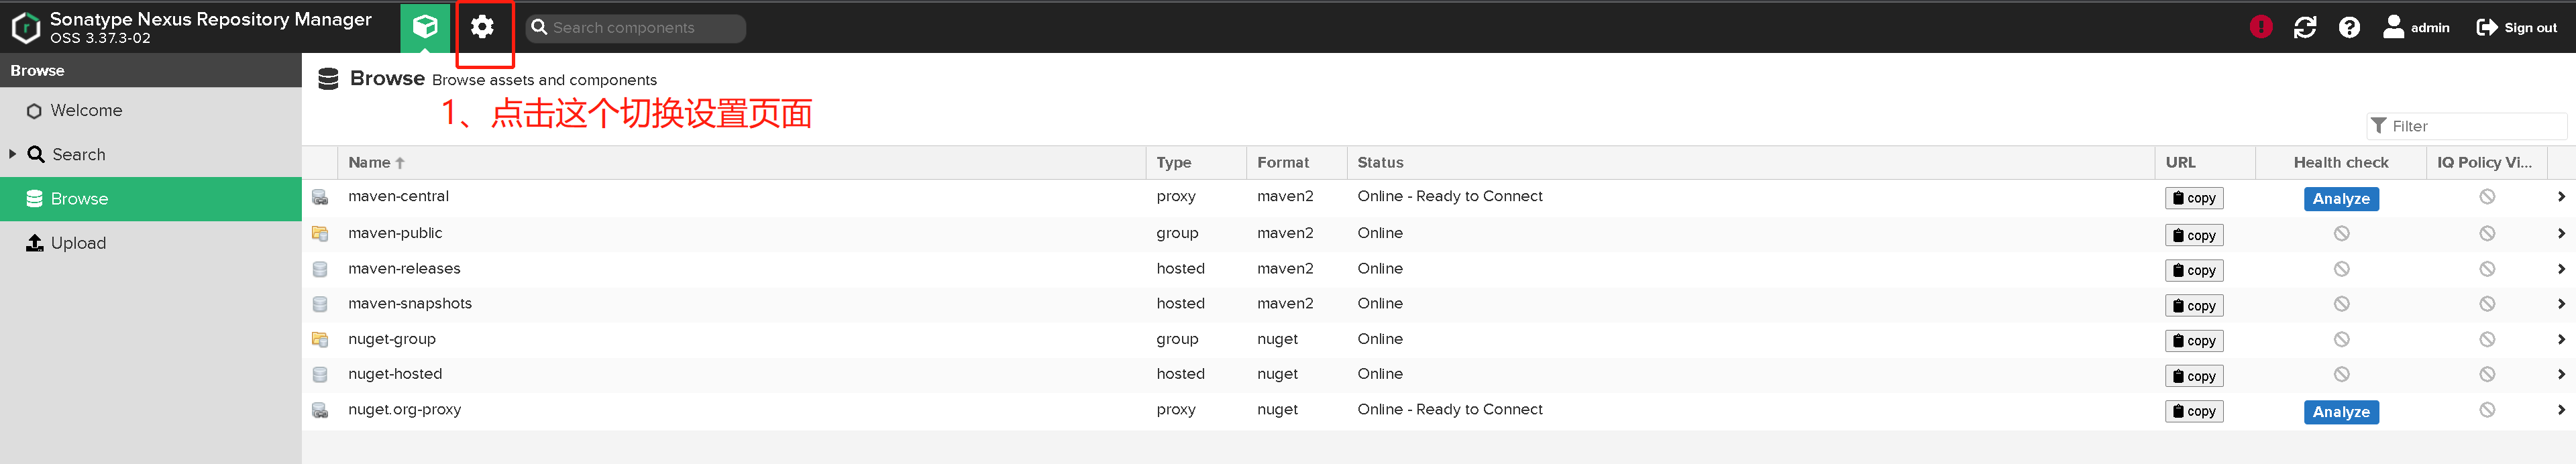 Sonatype Nexus Repository Manager
OSS 3.37.3-02
Search components
admin
Sign out
Browse
Welcome
Search
Browse
Upload
Browse Browse assets and components
1、点击这个切换设置页面
Filter
Name Type Format Status URL Health check IQ Policy Vi...
maven-central proxy maven2 Online - Ready to Connect copy Analyze
maven-public group maven2 Online copy
maven-releases hosted maven2 Online copy
maven-snapshots hosted maven2 Online copy
nuget-group group nuget Online copy
nuget-hosted hosted nuget Online copy
nuget.org-proxy proxy nuget Online - Ready to Connect copy Analyze